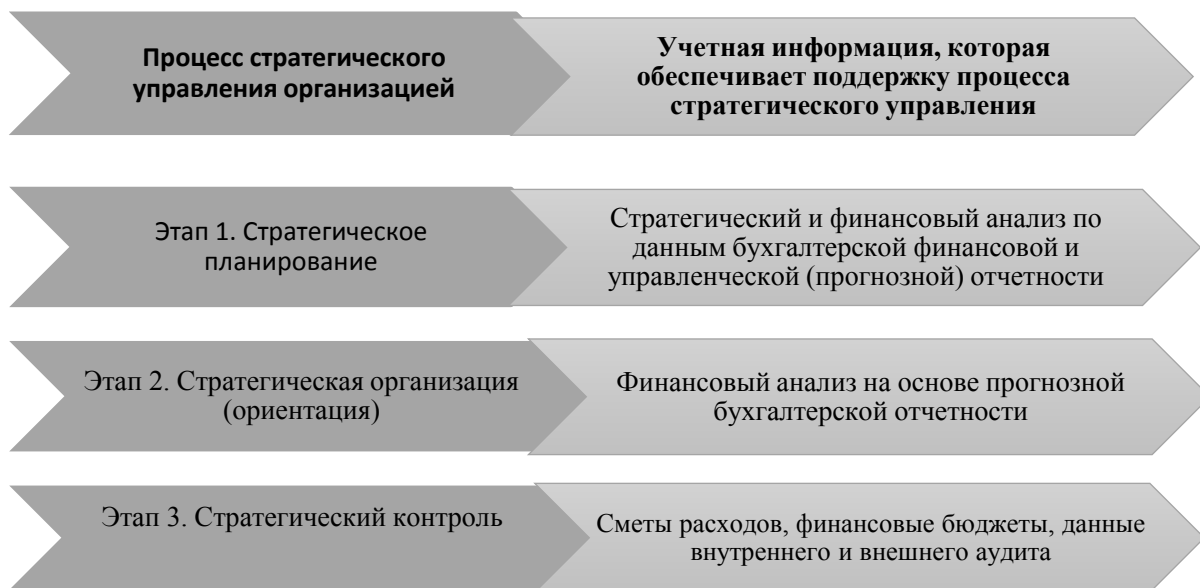 Процесс стратегического
управления организацией
Учетная информация, которая
обеспечивает поддержку процесса
стратегического управления
Этап 1. Стратегическое
планирование
Стратегический и финансовый анализ по
данным бухгалтерской финансовой и
управленческой (прогнозной) отчетности
Этап 2. Стратегическая организация
(ориентация)
Финансовый анализ на основе прогнозной
бухгалтерской отчетности
Этап 3. Стратегический контроль
Сметы расходов, финансовые бюджеты, данные
внутреннего и внешнего аудита